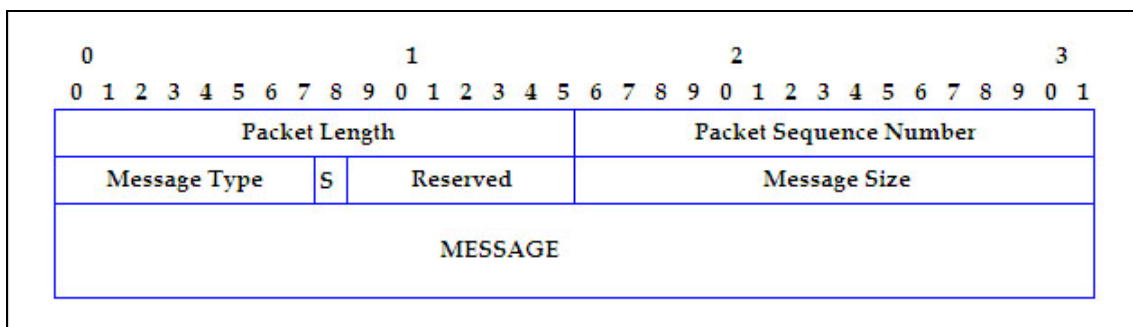 0 1 2 3
0 1 2 3 4 5 6 7 8 9 0 1 2 3 4 5 6 7 8 9 0 1 2 3 4 5 6 7 8 9 0 1
Packet Length Packet Sequence Number
Message Type S Reserved Message Size
MESSAGE